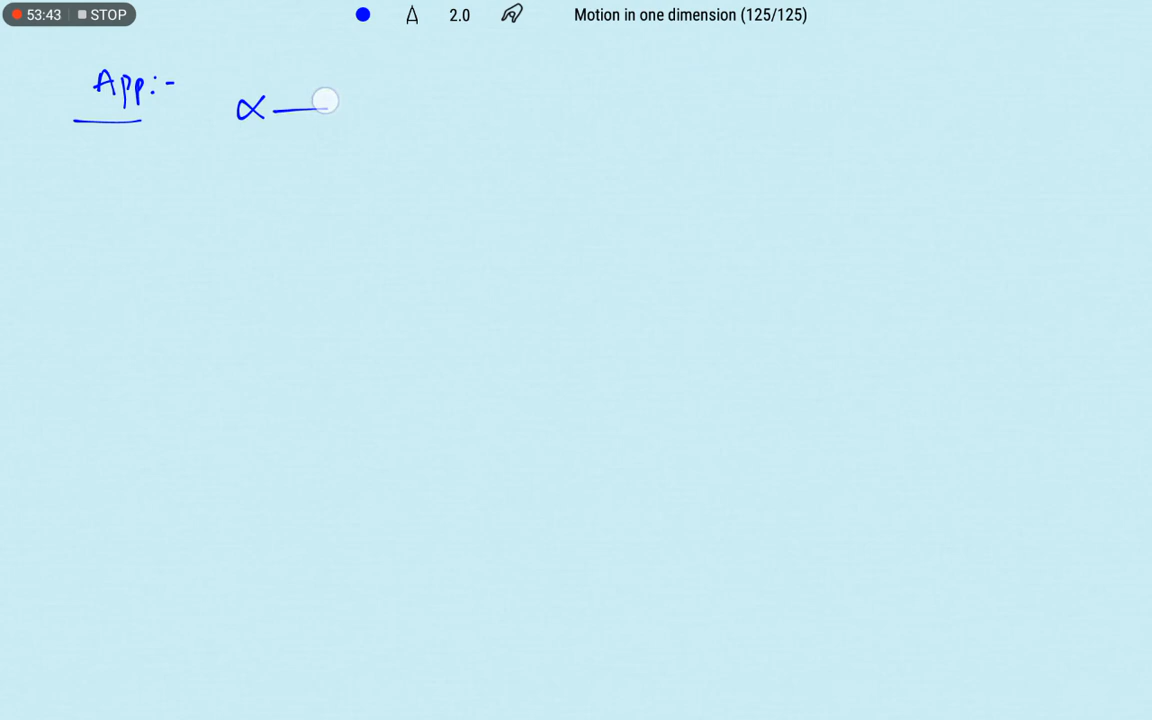 53:43 STOP 2.0 Motion in one dimension (125/125)
App:-
α—